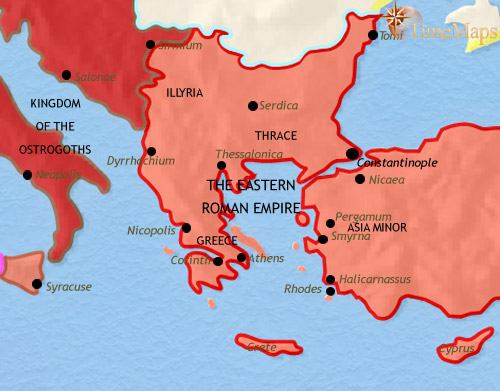 TimeMaps
Tomi
Sirmium
Salonae
ILLYRIA
KINGDOM
OF THE
OSTROGOTHS
Serdica
THRACE
Dyrrhachium
Thessalonica
Constantinople
Neapolis
Nicaea
THE EASTERN
ROMAN EMPIRE
Pergamum
ASIA MINOR
Nicopolis
Smyrna
GREECE
Corinth
Athens
Syracuse
Halicarnassus
Rhodes
Crete
Cyprus